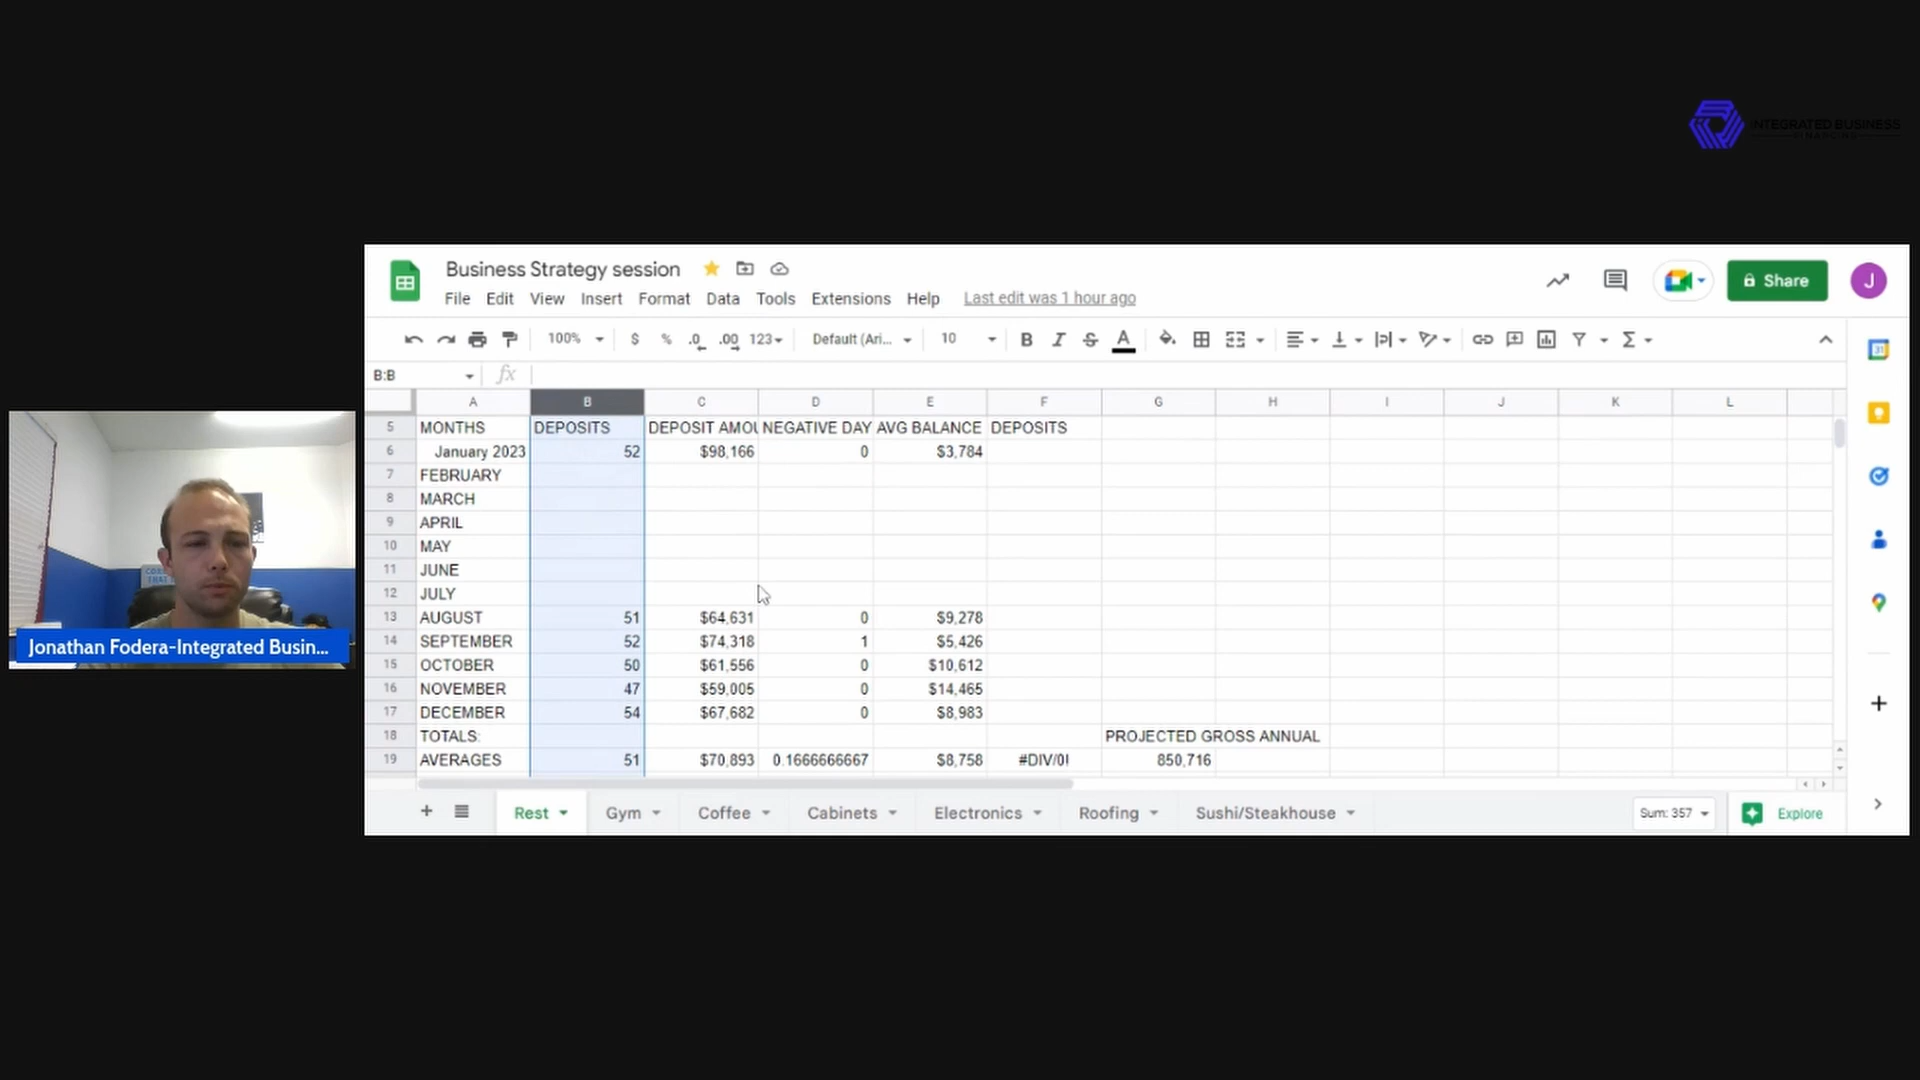 INTEGRATED BUSINESS
FINANCING
Business Strategy session
File Edit View Insert Format Data Tools Extensions Help Last edit was 1 hour ago
Share
J
100% $ % .0 .00 123 Default (Ari... 10 B I S A
B:B fx
A B C D E F G H I J K L
5 MONTHS DEPOSITS DEPOSIT AMOU NEGATIVE DAY AVG BALANCE DEPOSITS
6 January 2023 52 $98,166 0 $3,784
7 FEBRUARY
8 MARCH
9 APRIL
10 MAY
11 JUNE
12 JULY
13 AUGUST 51 $64,631 0 $9,278
14 SEPTEMBER 52 $74,318 1 $5,426
15 OCTOBER 50 $61,556 0 $10,612
16 NOVEMBER 47 $59,005 0 $14,465
17 DECEMBER 54 $67,682 0 $8,983
18 TOTALS: PROJECTED GROSS ANNUAL
19 AVERAGES 51 $70,893 0.1666666667 $8,758 #DIV/0! 850,716
Rest Gym Coffee Cabinets Electronics Roofing Sushi/Steakhouse Sum: 357 Explore
31
Jonathan Fodera-Integrated Busin...